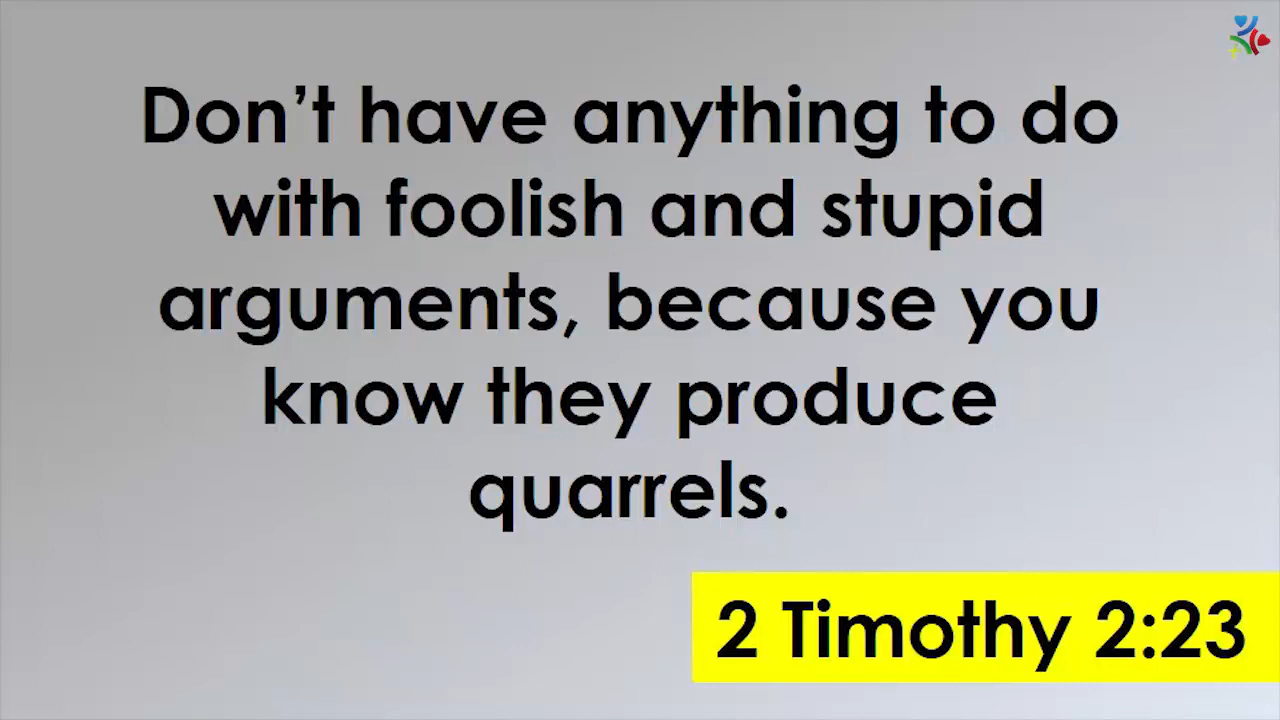 Don’t have anything to do
with foolish and stupid
arguments, because you
know they produce
quarrels.
2 Timothy 2:23